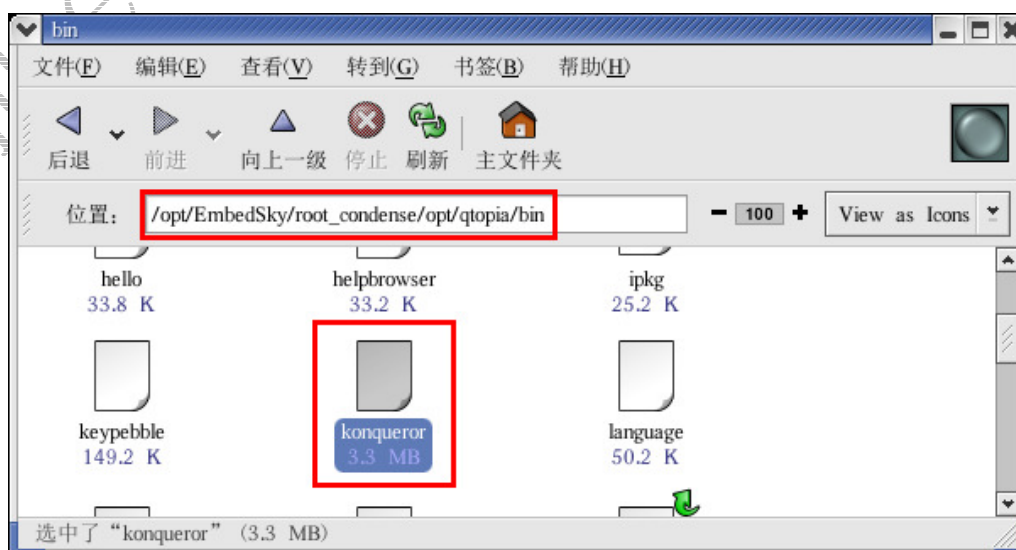 bin
文件(F) 编辑(E) 查看(V) 转到(G) 书签(B) 帮助(H)
后退 前进 向上一级 停止 刷新 主文件夹
位置: /opt/EmbedSky/root_condense/opt/qtopia/bin 100 View as Icons
hello helpbrowser ipkg
33.8 K 33.2 K 25.2 K
keypebble konqueror language
149.2 K 3.3 MB 50.2 K
选中了“konqueror” (3.3 MB)